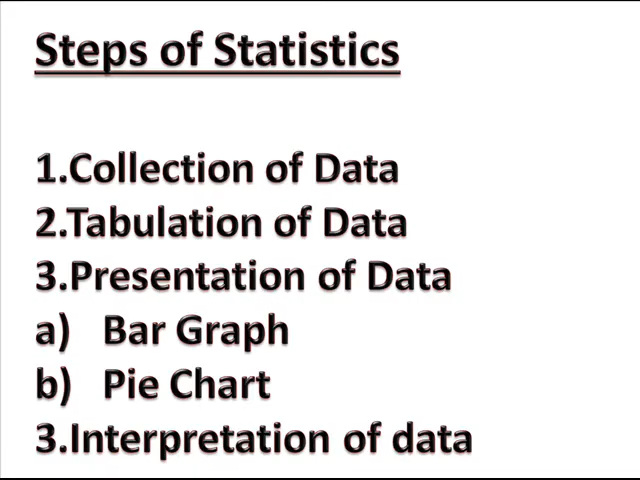 Steps of Statistics
1.Collection of Data
2.Tabulation of Data
3.Presentation of Data
a) Bar Graph
b) Pie Chart
3.Interpretation of data